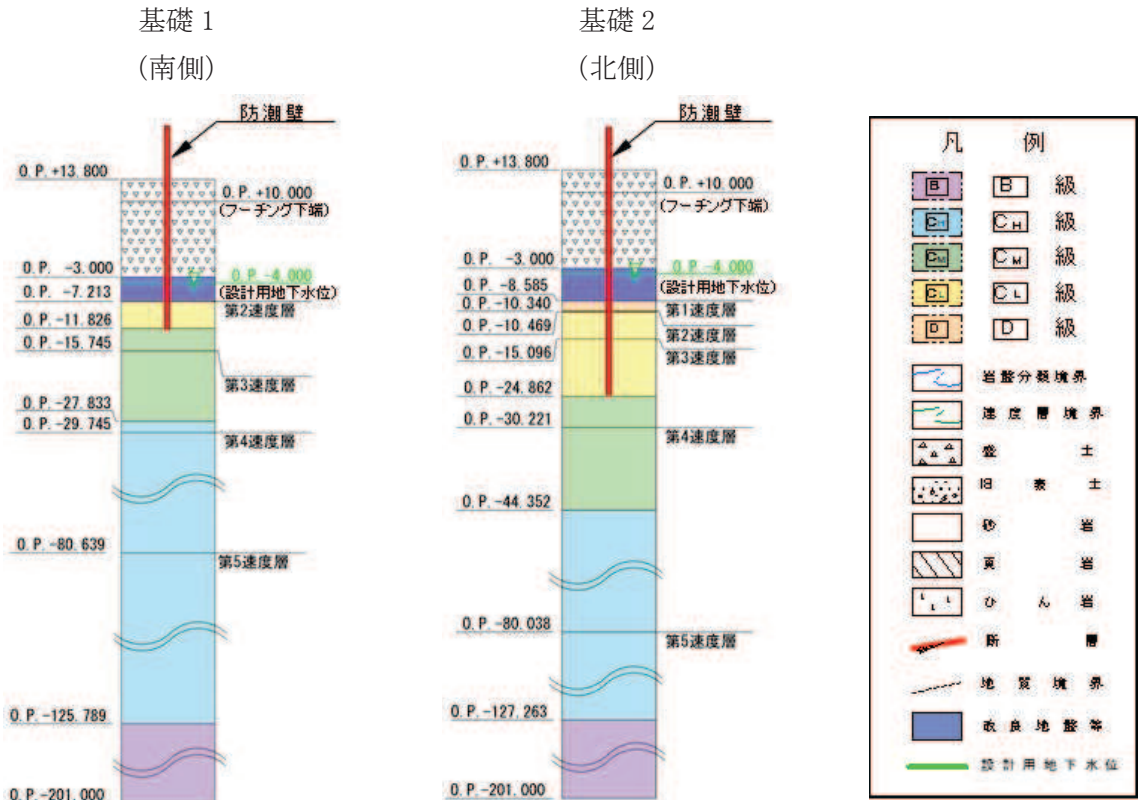 基礎 1
(南側)
防潮壁
O.P.+13.800
O.P.+10.000
(フーチング下端)
O.P. -3.000
O.P.-4.000
(設計用地下水位)
O.P. -7.213
第2速度層
O.P.-11.826
O.P.-15.745
第3速度層
O.P.-27.833
O.P.-29.745
第4速度層
O.P.-80.639
第5速度層
O.P.-125.789
O.P.-201.000
基礎 2
(北側)
防潮壁
O.P.+13.800
O.P.+10.000
(フーチング下端)
O.P. -3.000
O.P.-4.000
(設計用地下水位)
O.P. -8.585
O.P.-10.340
第1速度層
O.P.-10.469
第2速度層
O.P.-15.096
第3速度層
O.P.-24.862
O.P.-30.221
第4速度層
O.P.-44.352
O.P.-80.038
第5速度層
O.P.-127.263
O.P.-201.000
凡 例
B B 級
CH CH 級
CM CM 級
CL CL 級
D D 級
岩盤分類境界
速度層境界
盛土
旧表土
砂岩
頁岩
ひん岩
断層
地質境界
改良地盤等
設計用地下水位